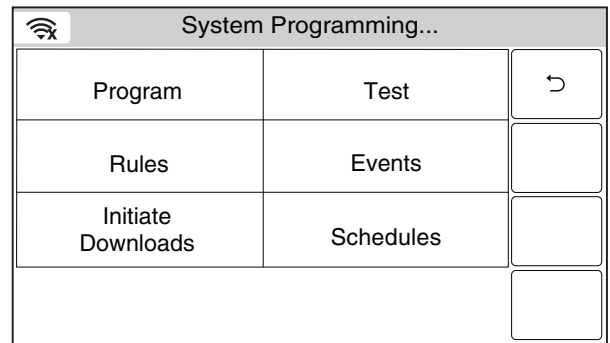 System Programming...
Program
Test
Rules
Events
Initiate
Downloads
Schedules